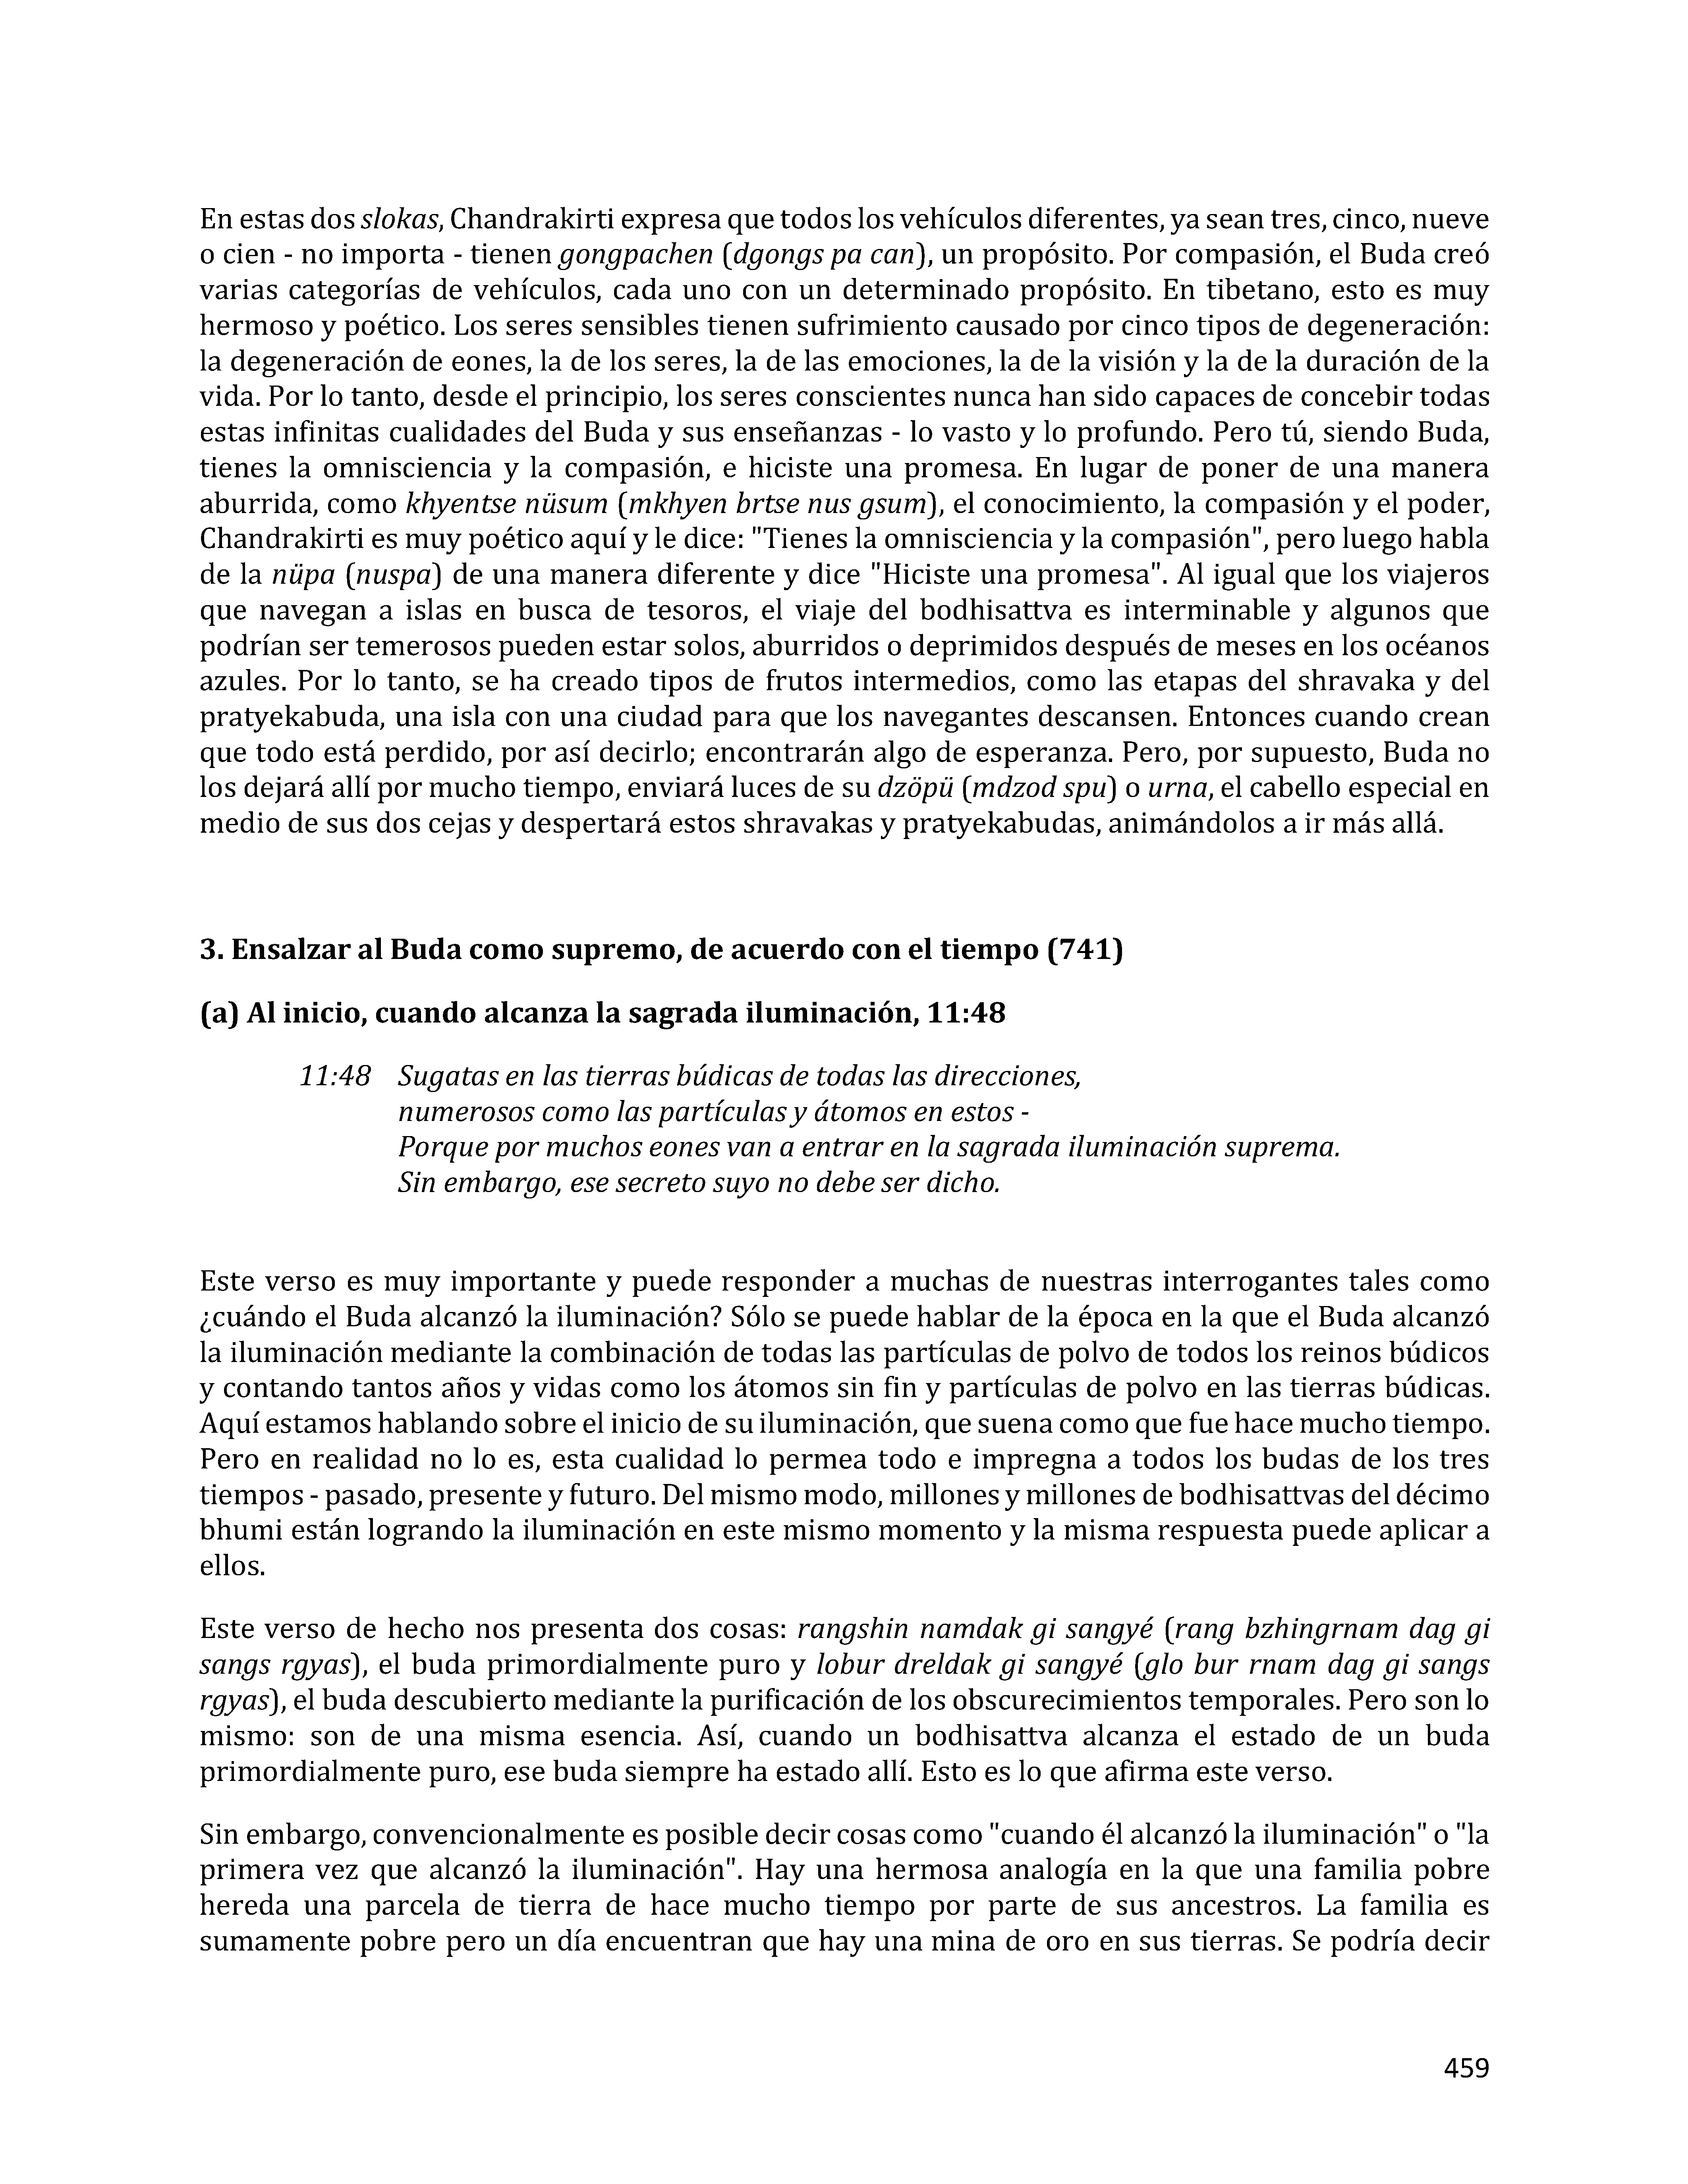 En estas dos slokas, Chandrakirti expresa que todos los vehículos diferentes, ya sean tres, cinco, nueve
o cien - no importa - tienen gongpachen (dgongs pa can), un propósito. Por compasión, el Buda creó
varias categorías de vehículos, cada uno con un determinado propósito. En tibetano, esto es muy
hermoso y poético. Los seres sensibles tienen sufrimiento causado por cinco tipos de degeneración:
la degeneración de eones, la de los seres, la de las emociones, la de la visión y la de la duración de la
vida. Por lo tanto, desde el principio, los seres conscientes nunca han sido capaces de concebir todas
estas infinitas cualidades del Buda y sus enseñanzas - lo vasto y lo profundo. Pero tú, siendo Buda,
tienes la omnisciencia y la compasión, e hiciste una promesa. En lugar de poner de una manera
aburrida, como khyentse nüsum (mkhyen brtse nus gsum), el conocimiento, la compasión y el poder,
Chandrakirti es muy poético aquí y le dice: "Tienes la omnisciencia y la compasión", pero luego habla
de la nüpa (nuspa) de una manera diferente y dice "Hiciste una promesa". Al igual que los viajeros
que navegan a islas en busca de tesoros, el viaje del bodhisattva es interminable y algunos que
podrían ser temerosos pueden estar solos, aburridos o deprimidos después de meses en los océanos
azules. Por lo tanto, se ha creado tipos de frutos intermedios, como las etapas del shravaka y del
pratyekabuda, una isla con una ciudad para que los navegantes descansen. Entonces cuando crean
que todo está perdido, por así decirlo; encontrarán algo de esperanza. Pero, por supuesto, Buda no
los dejará allí por mucho tiempo, enviará luces de su dzöpü (mdzod spu) o urna, el cabello especial en
medio de sus dos cejas y despertará estos shravakas y pratyekabudas, animándolos a ir más allá.
3. Ensalzar al Buda como supremo, de acuerdo con el tiempo (741)
(a) Al inicio, cuando alcanza la sagrada iluminación, 11:48
11:48 Sugatas en las tierras búdicas de todas las direcciones,
numerosos como las partículas y átomos en estos -
Porque por muchos eones van a entrar en la sagrada iluminación suprema.
Sin embargo, ese secreto suyo no debe ser dicho.
Este verso es muy importante y puede responder a muchas de nuestras interrogantes tales como
¿cuándo el Buda alcanzó la iluminación? Sólo se puede hablar de la época en la que el Buda alcanzó
la iluminación mediante la combinación de todas las partículas de polvo de todos los reinos búdicos
y contando tantos años y vidas como los átomos sin fin y partículas de polvo en las tierras búdicas.
Aquí estamos hablando sobre el inicio de su iluminación, que suena como que fue hace mucho tiempo.
Pero en realidad no lo es, esta cualidad lo permea todo e impregna a todos los budas de los tres
tiempos - pasado, presente y futuro. Del mismo modo, millones y millones de bodhisattvas del décimo
bhumi están logrando la iluminación en este mismo momento y la misma respuesta puede aplicar a
ellos.
Este verso de hecho nos presenta dos cosas: rangshin namdak gi sangyé (rang bzhingrnam dag gi
sangs rgyas), el buda primordialmente puro y lobur dreldak gi sangyé (glo bur rnam dag gi sangs
rgyas), el buda descubierto mediante la purificación de los obscurecimientos temporales. Pero son lo
mismo: son de una misma esencia. Así, cuando un bodhisattva alcanza el estado de un buda
primordialmente puro, ese buda siempre ha estado allí. Esto es lo que afirma este verso.
Sin embargo, convencionalmente es posible decir cosas como "cuando él alcanzó la iluminación" o "la
primera vez que alcanzó la iluminación". Hay una hermosa analogía en la que una familia pobre
hereda una parcela de tierra de hace mucho tiempo por parte de sus ancestros. La familia es
sumamente pobre pero un día encuentran que hay una mina de oro en sus tierras. Se podría decir
459